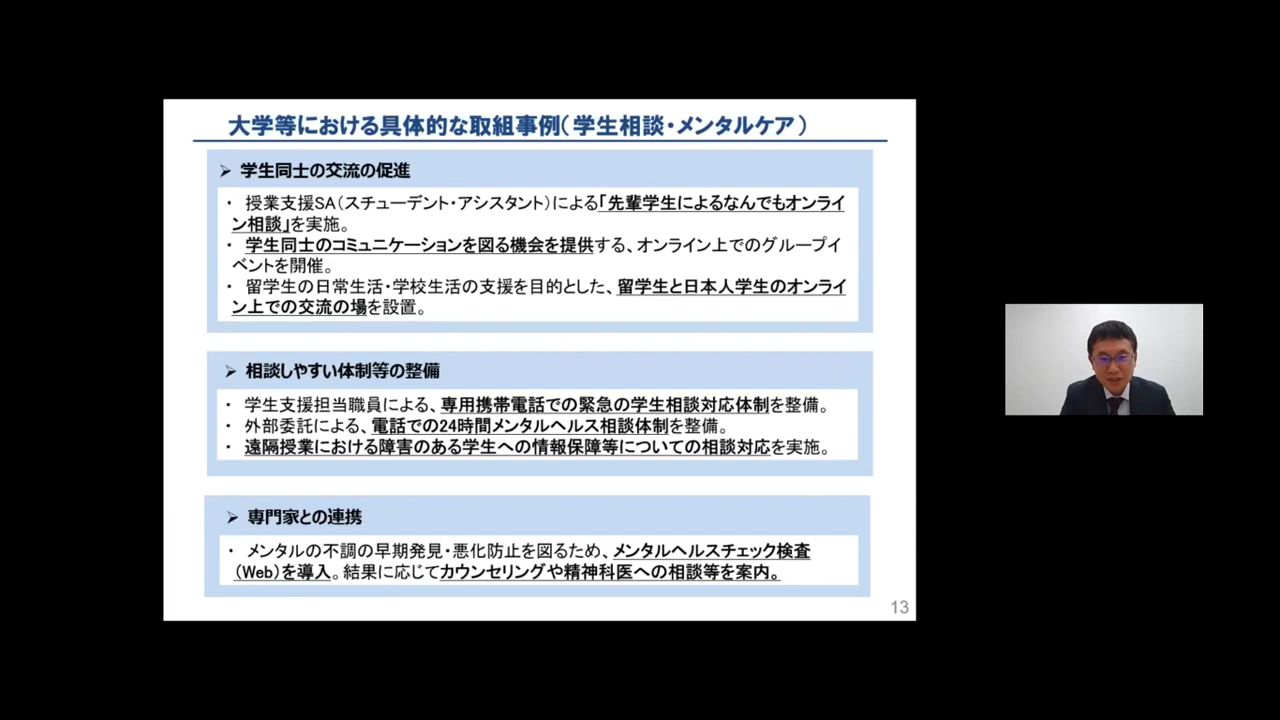 大学等における具体的な取組事例(学生相談・メンタルケア)
➢ 学生同士の交流の促進
・ 授業支援SA(スチューデント・アシスタント)による「先輩学生によるなんでもオンライ
ン相談」を実施。
・ 学生同士のコミュニケーションを図る機会を提供する、オンライン上でのグループイ
ベントを開催。
・ 留学生の日常生活・学校生活の支援を目的とした、留学生と日本人学生のオンライ
ン上での交流の場を設置。
➢ 相談しやすい体制等の整備
・ 学生支援担当職員による、専用携帯電話での緊急の学生相談対応体制を整備。
・ 外部委託による、電話での24時間メンタルヘルス相談体制を整備。
・ 遠隔授業における障害のある学生への情報保障等についての相談対応を実施。
➢ 専門家との連携
・ メンタルの不調の早期発見・悪化防止を図るため、メンタルヘルスチェック検査
(Web)を導入。結果に応じてカウンセリングや精神科医への相談等を案内。
13